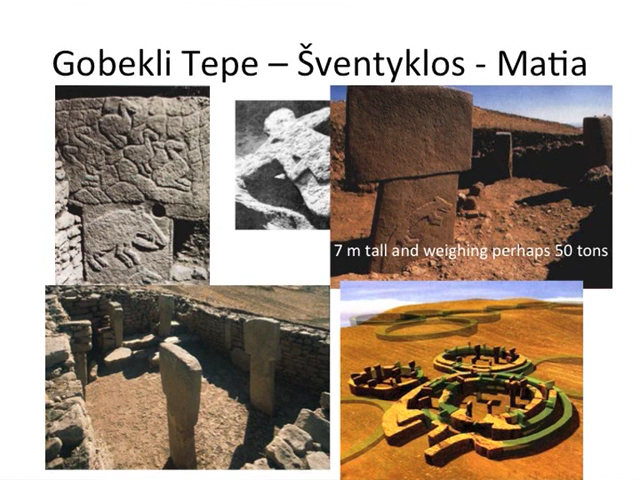 Gobekli Tepe – Šventyklos - Matia
7 m tall and weighing perhaps 50 tons